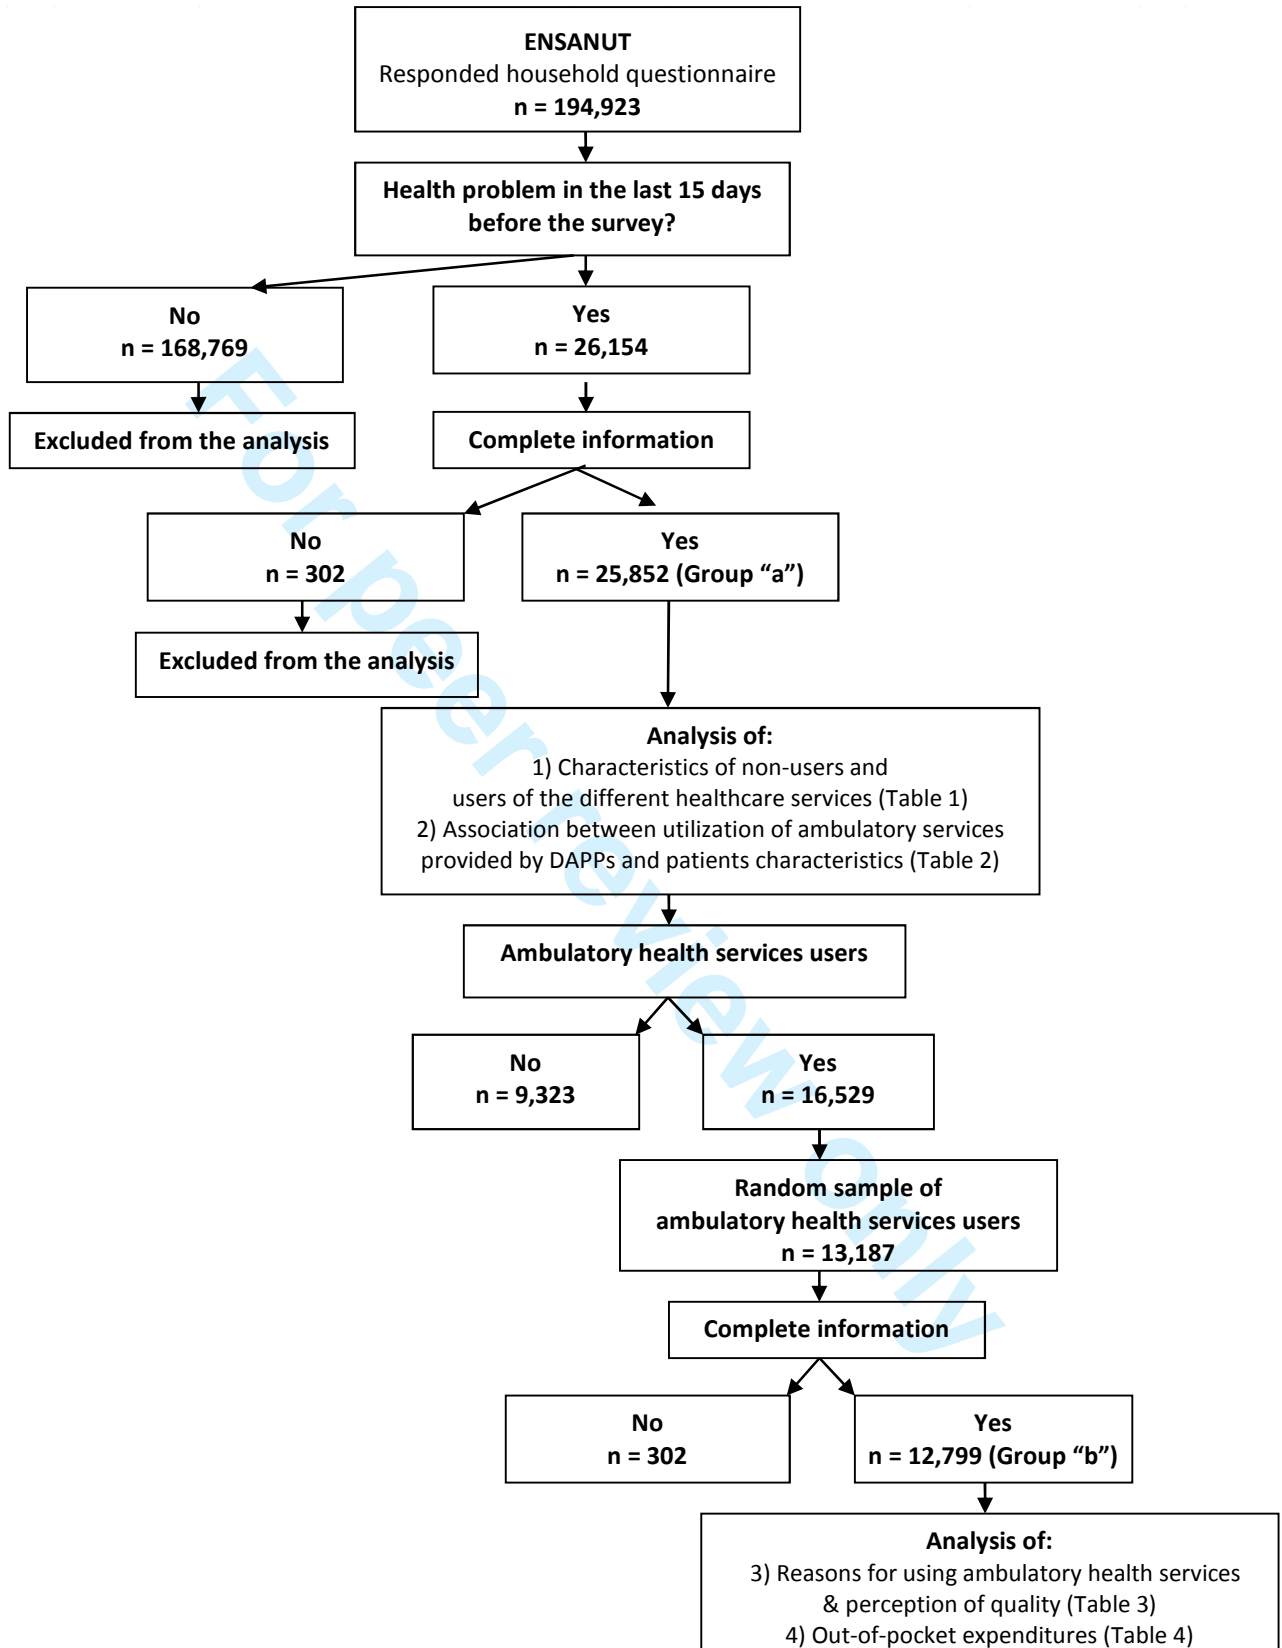 ENSANUT
Responded household questionnaire
n = 194,923
Health problem in the last 15 days
before the survey?
No
n = 168,769
Yes
n = 26,154
Excluded from the analysis
Complete information
No
n = 302
Yes
n = 25,852 (Group “a”)
Excluded from the analysis
Analysis of:
1) Characteristics of non-users and
users of the different healthcare services (Table 1)
2) Association between utilization of ambulatory services
provided by DAPPs and patients characteristics (Table 2)
Ambulatory health services users
No
n = 9,323
Yes
n = 16,529
Random sample of
ambulatory health services users
n = 13,187
Complete information
No
n = 302
Yes
n = 12,799 (Group “b”)
Analysis of:
3) Reasons for using ambulatory health services
& perception of quality (Table 3)
4) Out-of-pocket expenditures (Table 4)
For peer review only